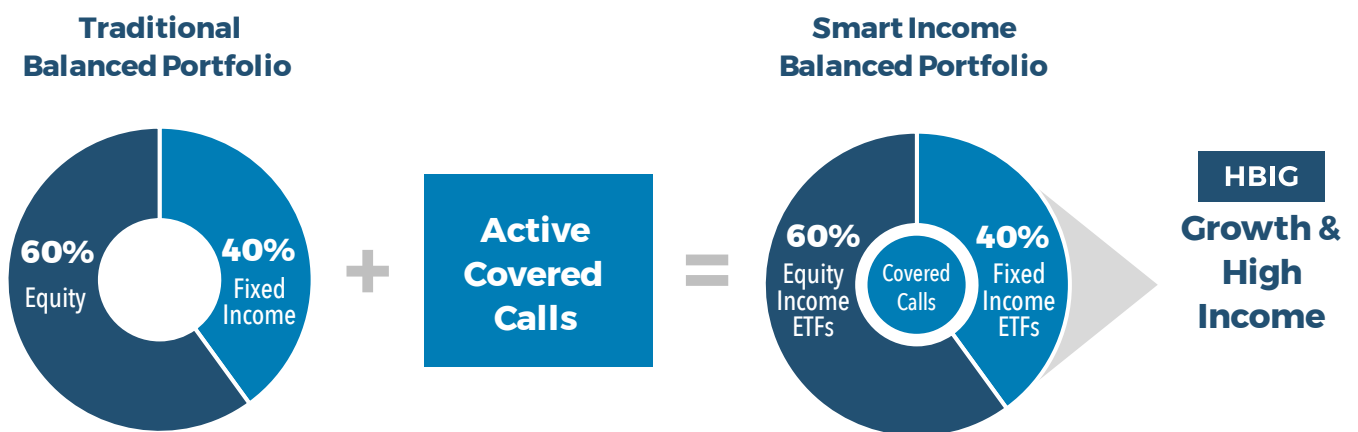 Traditional
Balanced Portfolio
60%
Equity
40%
Fixed
Income
+
Active
Covered
Calls
=
Smart Income
Balanced Portfolio
60%
Equity
Income
ETFs
Covered
Calls
40%
Fixed
Income
ETFs
HBIG
Growth &
High
Income